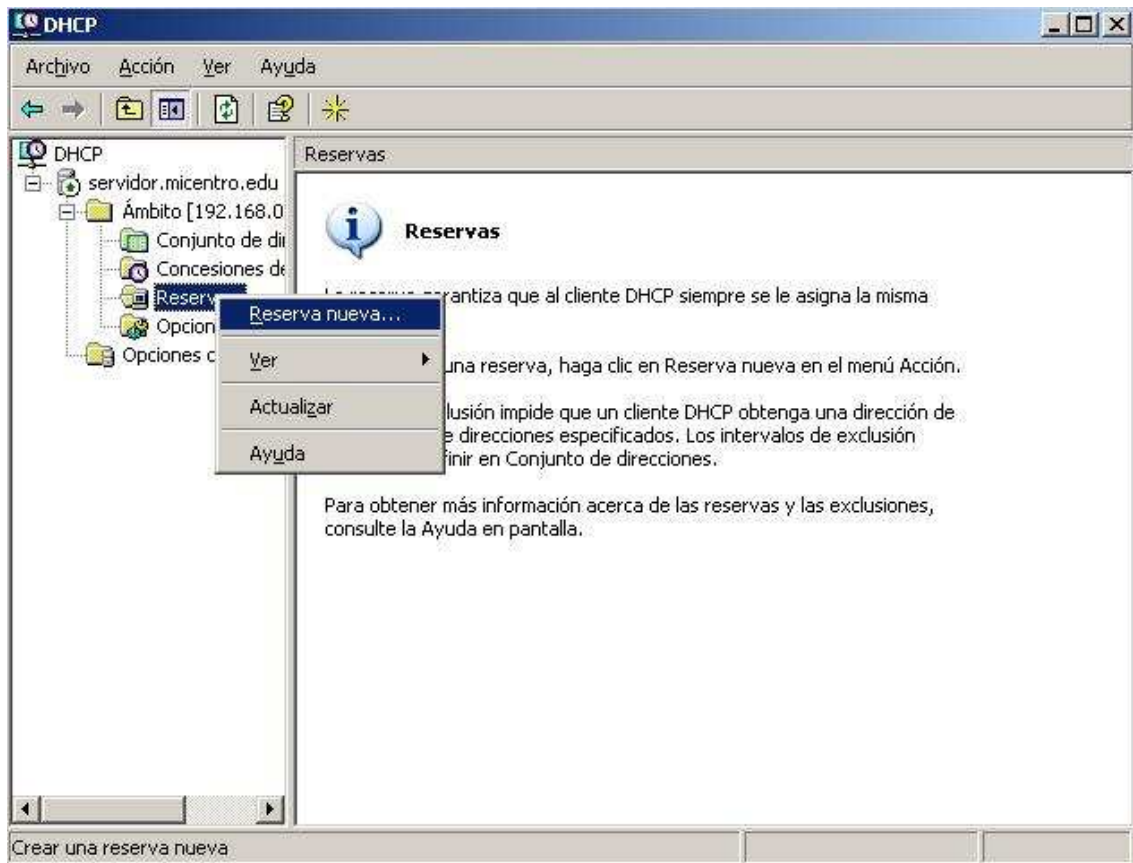 DHCP
Archivo Acción Ver Ayuda
DHCP
servidor.micentro.edu
Ámbito [192.168.0
Conjunto de dir
Concesiones de
Reserv
Opcion
Opciones c
Reserva nueva...
Ver
Actualizar
Ayuda
Reservas
Reservas
garantiza que al cliente DHCP siempre se le asigna la misma
una reserva, haga clic en Reserva nueva en el menú Acción.
lusión impide que un cliente DHCP obtenga una dirección de
e direcciones especificados. Los intervalos de exclusión
finir en Conjunto de direcciones.
Para obtener más información acerca de las reservas y las exclusiones,
consulte la Ayuda en pantalla.
Crear una reserva nueva